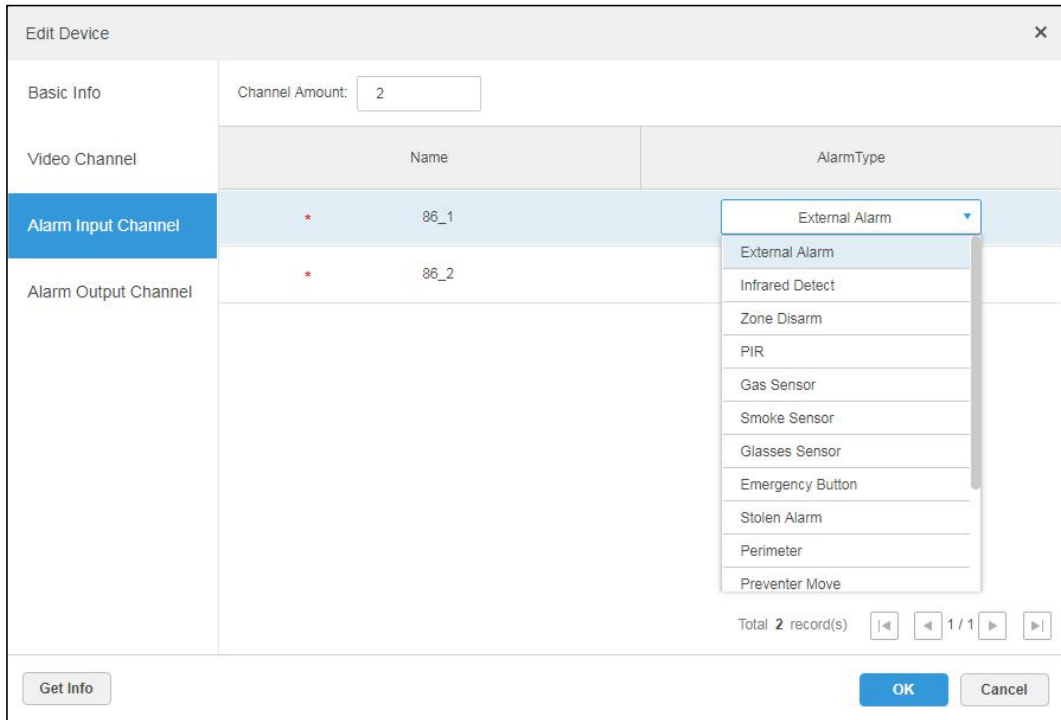 Edit Device
Basic Info
Channel Amount: 2
Video Channel
Name AlarmType
Alarm Input Channel
* 86_1 External Alarm
External Alarm
* 86_2
Infrared Detect
Alarm Output Channel
Zone Disarm
PIR
Gas Sensor
Smoke Sensor
Glasses Sensor
Emergency Button
Stolen Alarm
Perimeter
Preventer Move
Total 2 record(s) 1 / 1
Get Info OK Cancel